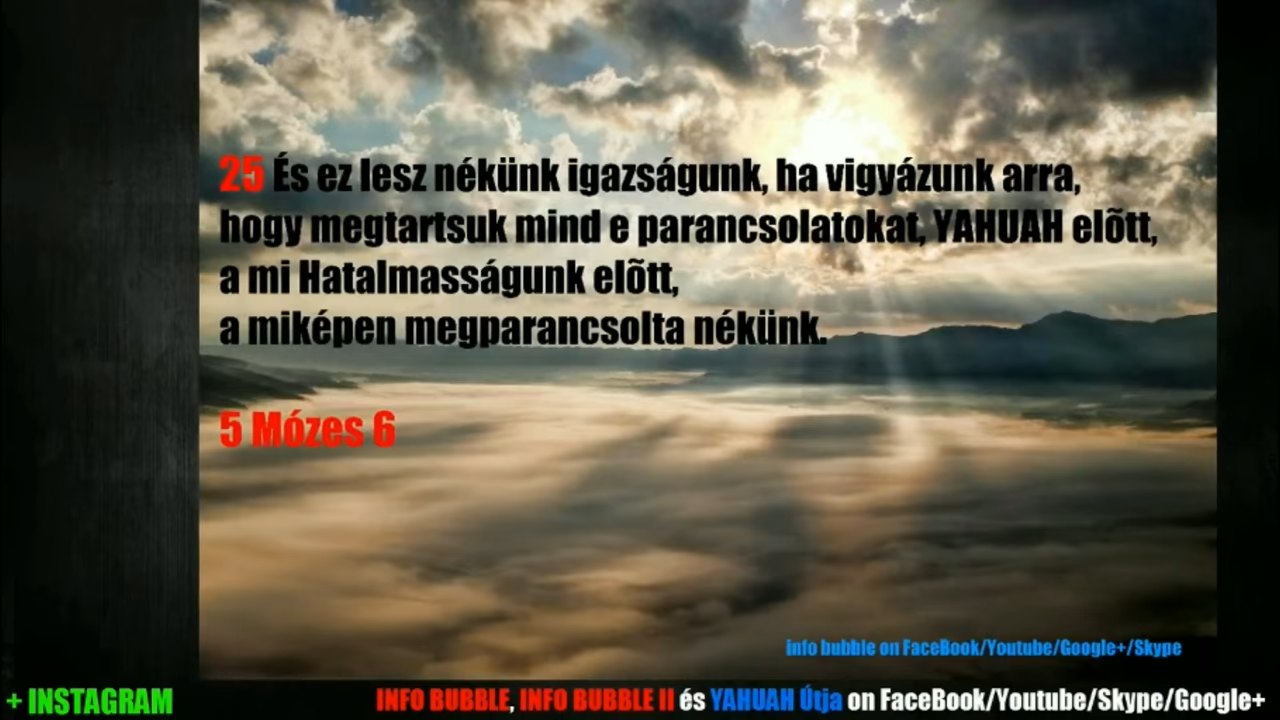 25 És ez lesz nékünk igazságunk, ha vigyázunk arra,
hogy megtartsuk mind e parancsolatokat, YAHUAH elõtt,
a mi Hatalmasságunk elõtt,
a miképen megparancsolta nékünk.
5 Mózes 6
info bubble on FaceBook/Youtube/Google+/Skype
+ INSTAGRAM
INFO BUBBLE, INFO BUBBLE II és YAHUAH Útja on FaceBook/Youtube/Skype/Google+